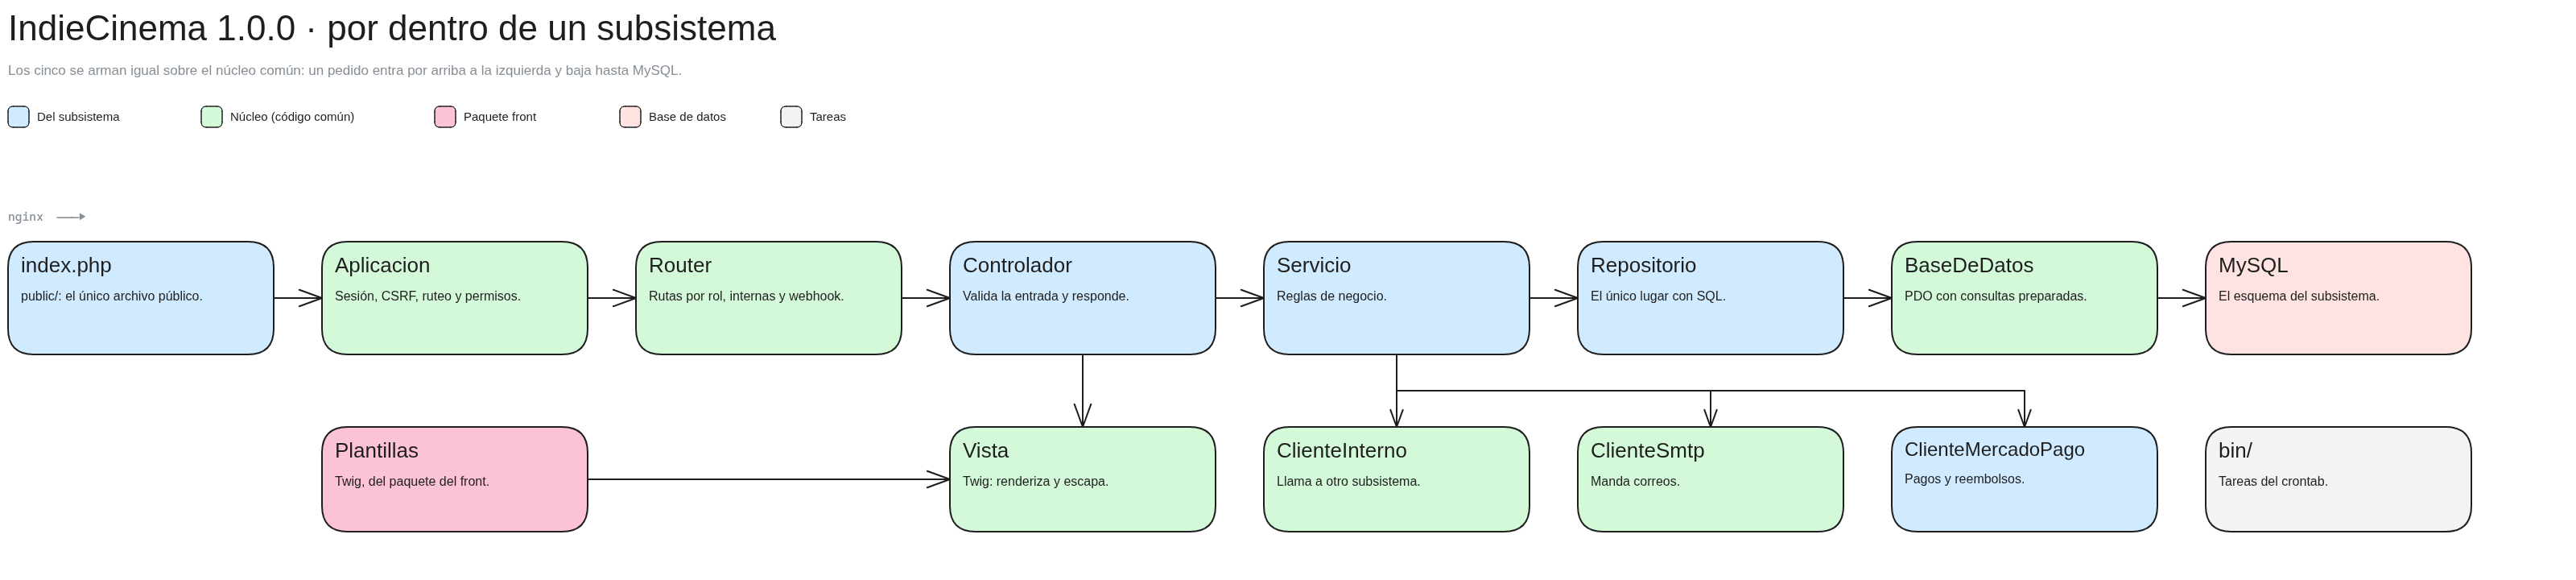 IndieCinema 1.0.0 · por dentro de un subsistema
Los cinco se arman igual sobre el núcleo común: un pedido entra por arriba a la izquierda y baja hasta MySQL.
Del subsistema
Núcleo (código común)
Paquete front
Base de datos
Tareas
nginx
index.php
public/: el único archivo público.
Aplicacion
Sesión, CSRF, ruteo y permisos.
Router
Rutas por rol, internas y webhook.
Controlador
Valida la entrada y responde.
Servicio
Reglas de negocio.
Repositorio
El único lugar con SQL.
BaseDeDatos
PDO con consultas preparadas.
MySQL
El esquema del subsistema.
Plantillas
Twig, del paquete del front.
Vista
Twig: renderiza y escapa.
ClienteInterno
Llama a otro subsistema.
ClienteSmtp
Manda correos.
ClienteMercadoPago
Pagos y reembolsos.
bin/
Tareas del crontab.